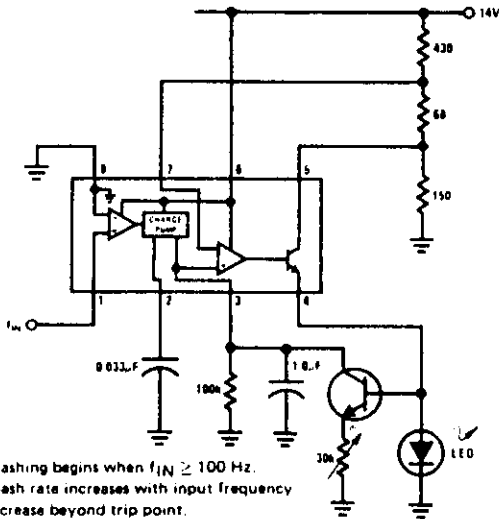 14V
430
68
150
8
7
6
5
CHARGE
PUMP
1
2
3
4
fIN
0.033µF
100k
1.0µF
30k
LED
ashing begins when fIN ≥ 100 Hz.
ash rate increases with input frequency
crease beyond trip point.